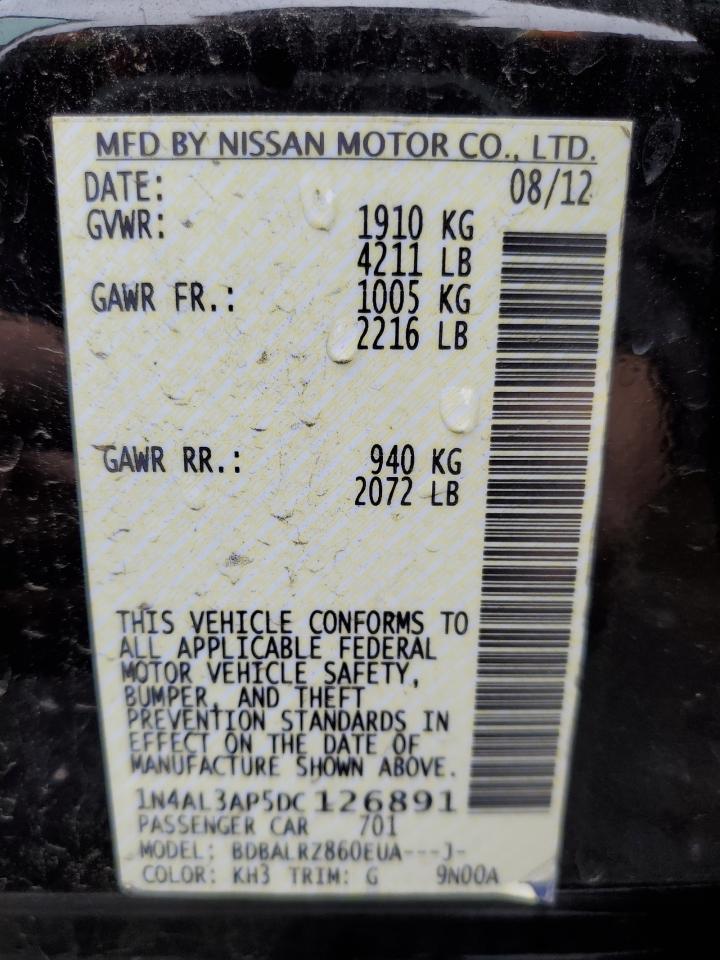 MFD BY NISSAN MOTOR CO., LTD.
DATE: 08/12
GVWR: 1910 KG
4211 LB
GAWR FR.: 1005 KG
2216 LB
GAWR RR.: 940 KG
2072 LB
THIS VEHICLE CONFORMS TO
ALL APPLICABLE FEDERAL
MOTOR VEHICLE SAFETY,
BUMPER, AND THEFT
PREVENTION STANDARDS IN
EFFECT ON THE DATE OF
MANUFACTURE SHOWN ABOVE.
1N4AL3AP5DC 126891
PASSENGER CAR 701
MODEL: BDBALRZ860EUA---J-
COLOR: KH3 TRIM: G 9N00A